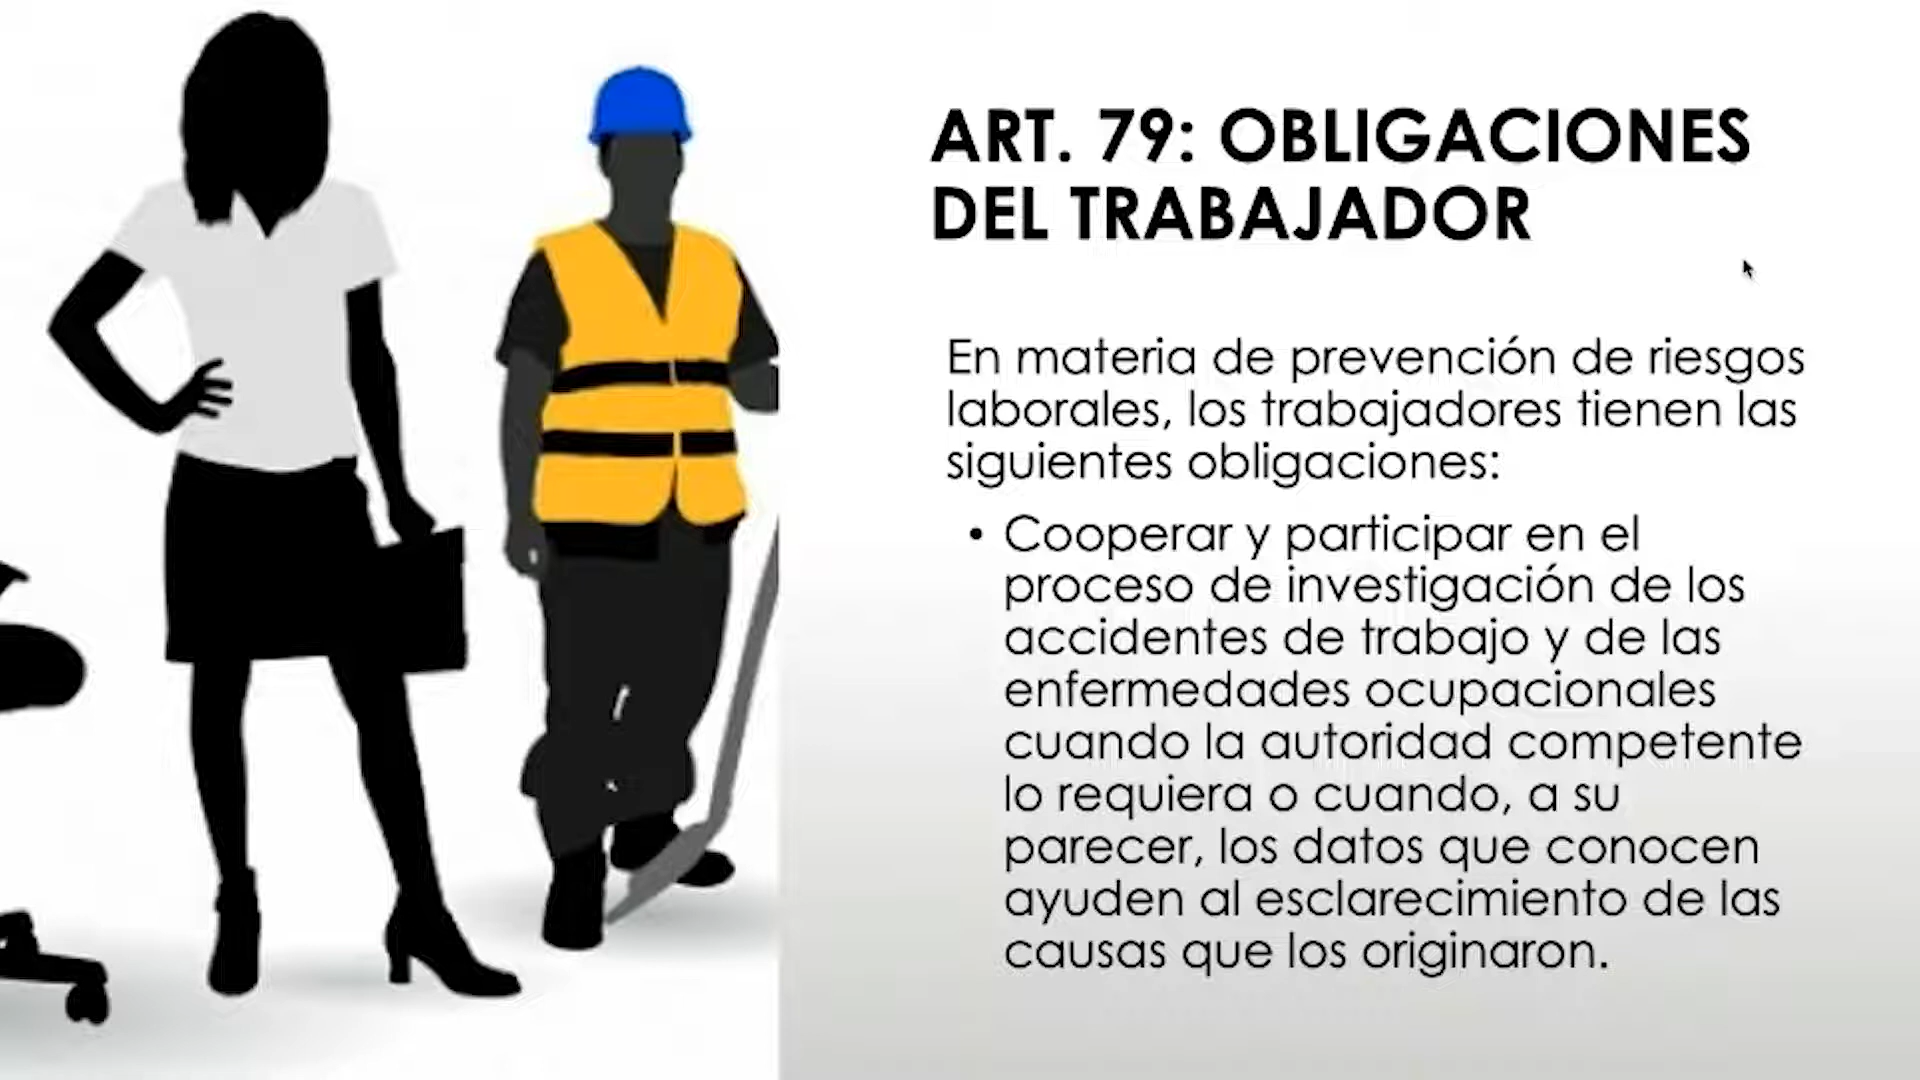 ART. 79: OBLIGACIONES
DEL TRABAJADOR
En materia de prevención de riesgos
laborales, los trabajadores tienen las
siguientes obligaciones:
• Cooperar y participar en el
proceso de investigación de los
accidentes de trabajo y de las
enfermedades ocupacionales
cuando la autoridad competente
lo requiera o cuando, a su
parecer, los datos que conocen
ayuden al esclarecimiento de las
causas que los originaron.